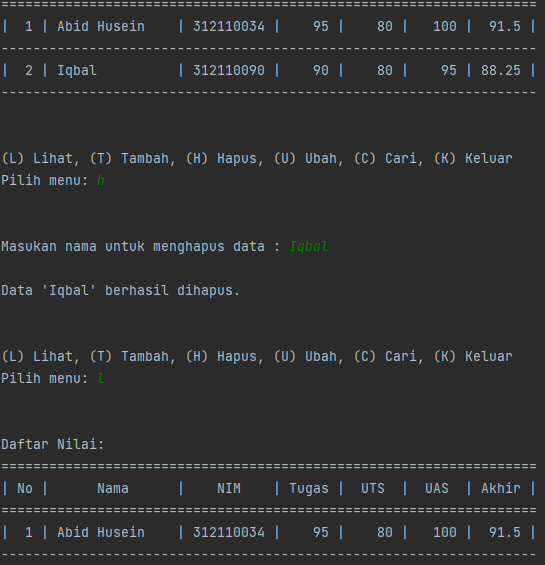 ===================================================================
|  1 | Abid Husein    | 312110034 |    95 |    80 |   100 |  91.5 |
-------------------------------------------------------------------
|  2 | Iqbal          | 312110090 |    90 |    80 |    95 | 88.25 |
-------------------------------------------------------------------
(L) Lihat, (T) Tambah, (H) Hapus, (U) Ubah, (C) Cari, (K) Keluar
Pilih menu: h
Masukan nama untuk menghapus data : Iqbal
Data 'Iqbal' berhasil dihapus.
(L) Lihat, (T) Tambah, (H) Hapus, (U) Ubah, (C) Cari, (K) Keluar
Pilih menu: l
Daftar Nilai:
===================================================================
| No |      Nama      |    NIM    | Tugas |  UTS  |  UAS  | Akhir |
===================================================================
|  1 | Abid Husein    | 312110034 |    95 |    80 |   100 |  91.5 |
-------------------------------------------------------------------